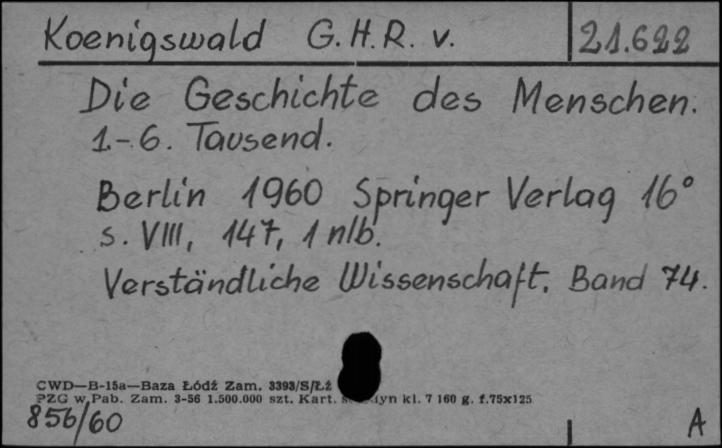 Koenigswald G. H. R. v. 21.622
Die Geschichte des Menschen.
1.-6. Tausend.
Berlin 1960 Springer Verlag 16°
s. VIII, 147, 1 nlb.
Verständliche Wissenschaft. Band 74.
CWD—B-15a—Baza Łódź Zam. 3393/S/Łź
PZG w Pab. Zam. 3-56 1.500.000 szt. Kart. kl. 7 160 g. f.75x125
856/60
A